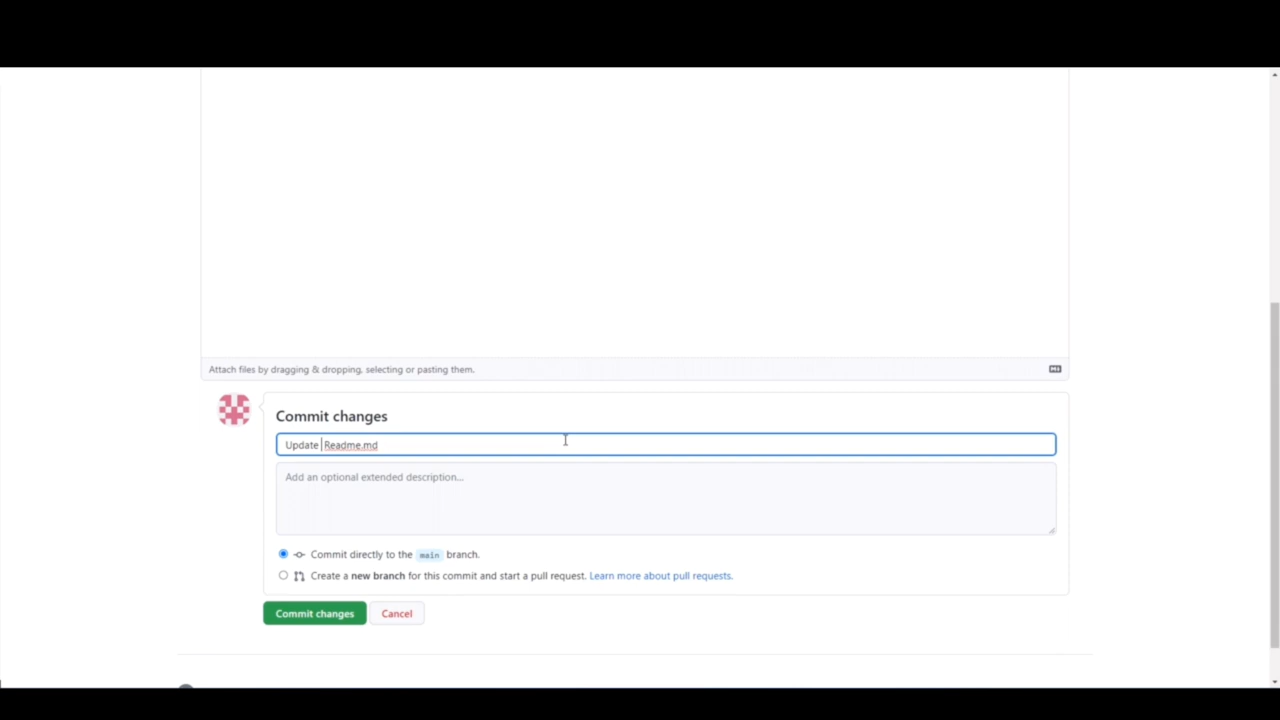 Attach files by dragging & dropping, selecting or pasting them.
Commit changes
Update Readme.md
Add an optional extended description...
Commit directly to the main branch.
Create a new branch for this commit and start a pull request. Learn more about pull requests.
Commit changes Cancel